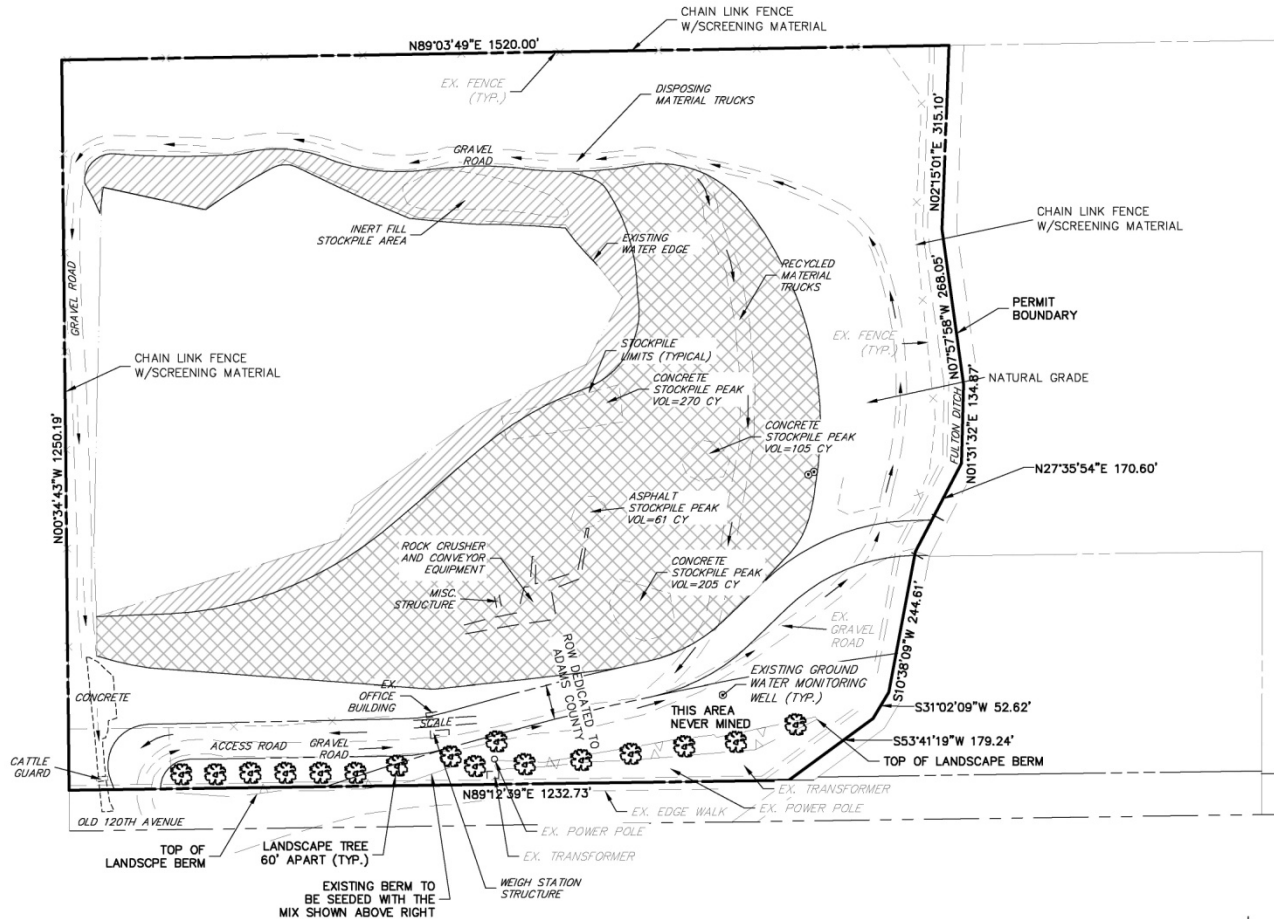 CHAIN LINK FENCE
W/SCREENING MATERIAL
N89°03'49"E 1520.00'
EX. FENCE
(TYP.)
DISPOSING
MATERIAL TRUCKS
N02°15'01"E 315.10'
GRAVEL
ROAD
CHAIN LINK FENCE
W/SCREENING MATERIAL
INERT FILL
STOCKPILE AREA
EXISTING
WATER EDGE
RECYCLED
MATERIAL
TRUCKS
GRAVEL ROAD
N07°57'58"W 268.05'
PERMIT
BOUNDARY
EX. FENCE
(TYP.)
STOCKPILE
LIMITS (TYPICAL)
CHAIN LINK FENCE
W/SCREENING MATERIAL
CONCRETE
STOCKPILE PEAK
VOL=270 CY
NATURAL GRADE
N01°31'32"E 134.87'
FULTON DITCH
CONCRETE
STOCKPILE PEAK
VOL=105 CY
N00°34'43"W 1250.19'
N27°35'54"E 170.60'
ASPHALT
STOCKPILE PEAK
VOL=61 CY
ROCK CRUSHER
AND CONVEYOR
EQUIPMENT
CONCRETE
STOCKPILE PEAK
VOL=205 CY
MISC.
STRUCTURE
EX.
GRAVEL
ROAD
S10°38'09"W 244.61'
ROW DEDICATED TO
ADAMS COUNTY
EXISTING GROUND
WATER MONITORING
WELL (TYP.)
CONCRETE
EX.
OFFICE
BUILDING
THIS AREA
NEVER MINED
S31°02'09"W 52.62'
SCALE
ACCESS ROAD
GRAVEL
ROAD
S53°41'19"W 179.24'
TOP OF LANDSCAPE BERM
CATTLE
GUARD
N89°12'39"E 1232.73'
EX. TRANSFORMER
EX. EDGE WALK
EX. POWER POLE
OLD 120TH AVENUE
EX. POWER POLE
TOP OF
LANDSCPE BERM
LANDSCAPE TREE
60' APART (TYP.)
EX. TRANSFORMER
EXISTING BERM TO
BE SEEDED WITH THE
MIX SHOWN ABOVE RIGHT
WEIGH STATION
STRUCTURE